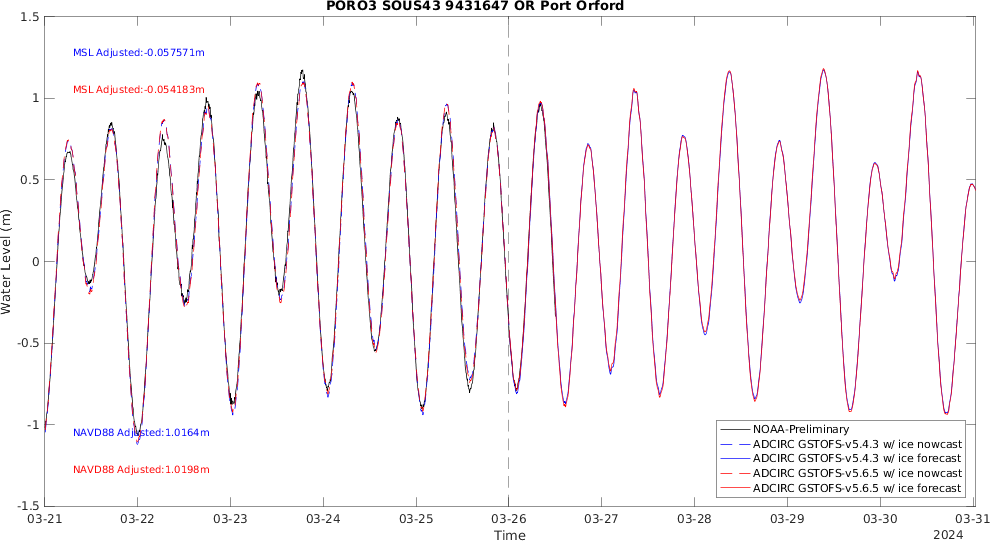 PORO3 SOUS43 9431647 OR Port Orford
1.5
1
0.5
0
-0.5
-1
-1.5
Water Level (m)
MSL Adjusted:-0.057571m
MSL Adjusted:-0.054183m
NAVD88 Adjusted:1.0164m
NAVD88 Adjusted:1.0198m
NOAA-Preliminary
ADCIRC GSTOFS-v5.4.3 w/ ice nowcast
ADCIRC GSTOFS-v5.4.3 w/ ice forecast
ADCIRC GSTOFS-v5.6.5 w/ ice nowcast
ADCIRC GSTOFS-v5.6.5 w/ ice forecast
03-21 03-22 03-23 03-24 03-25 03-26 03-27 03-28 03-29 03-30 03-31
Time
2024